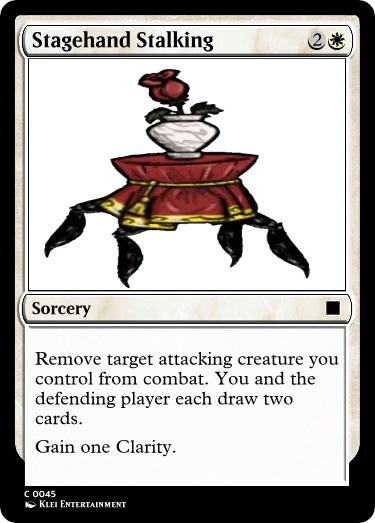 Stagehand Stalking 2
Sorcery
Remove target attacking creature you
control from combat. You and the
defending player each draw two
cards.
Gain one Clarity.
C 0045
Klei Entertainment